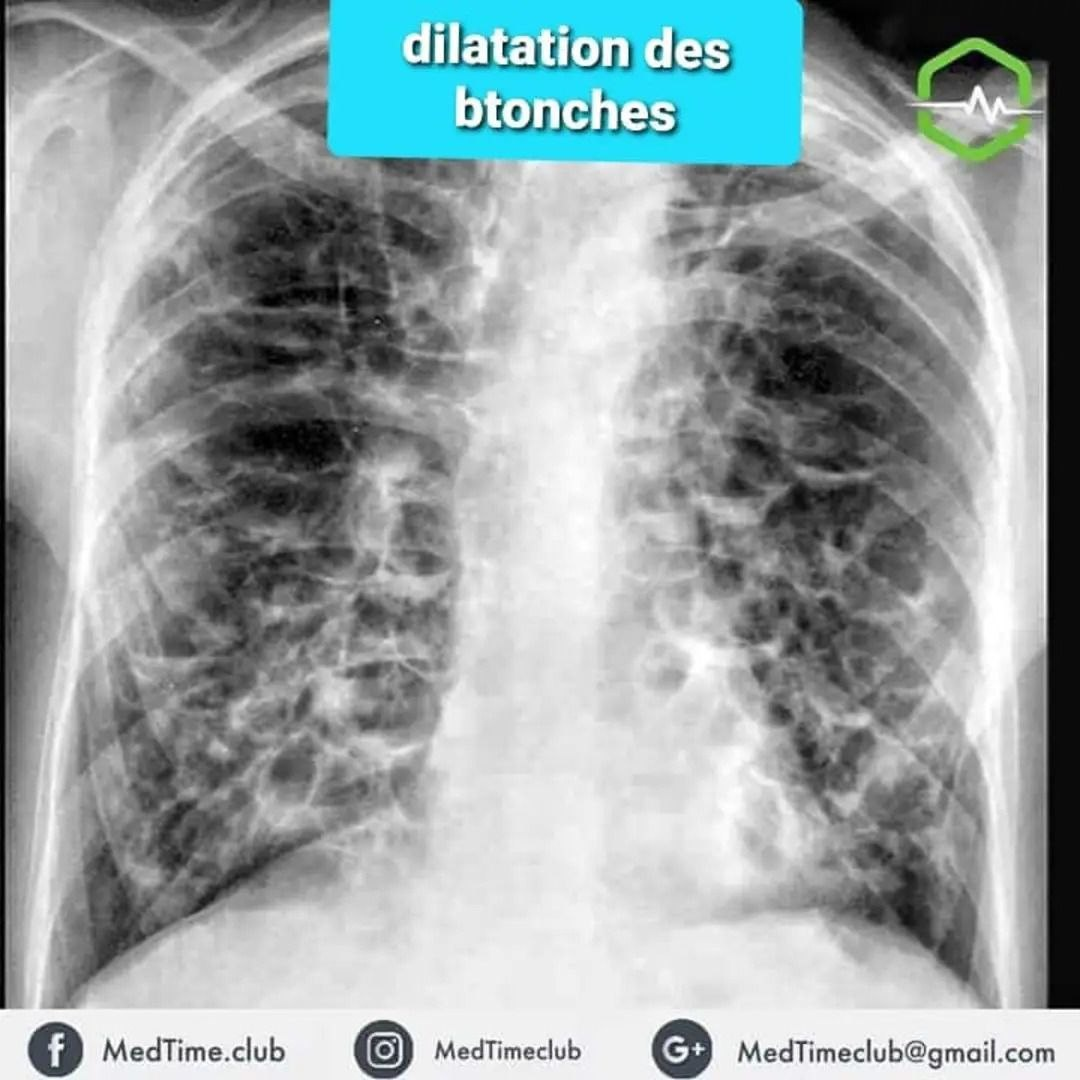 dilatation des
btonches
MedTime.club
MedTimeclub
G+
MedTimeclub@gmail.com